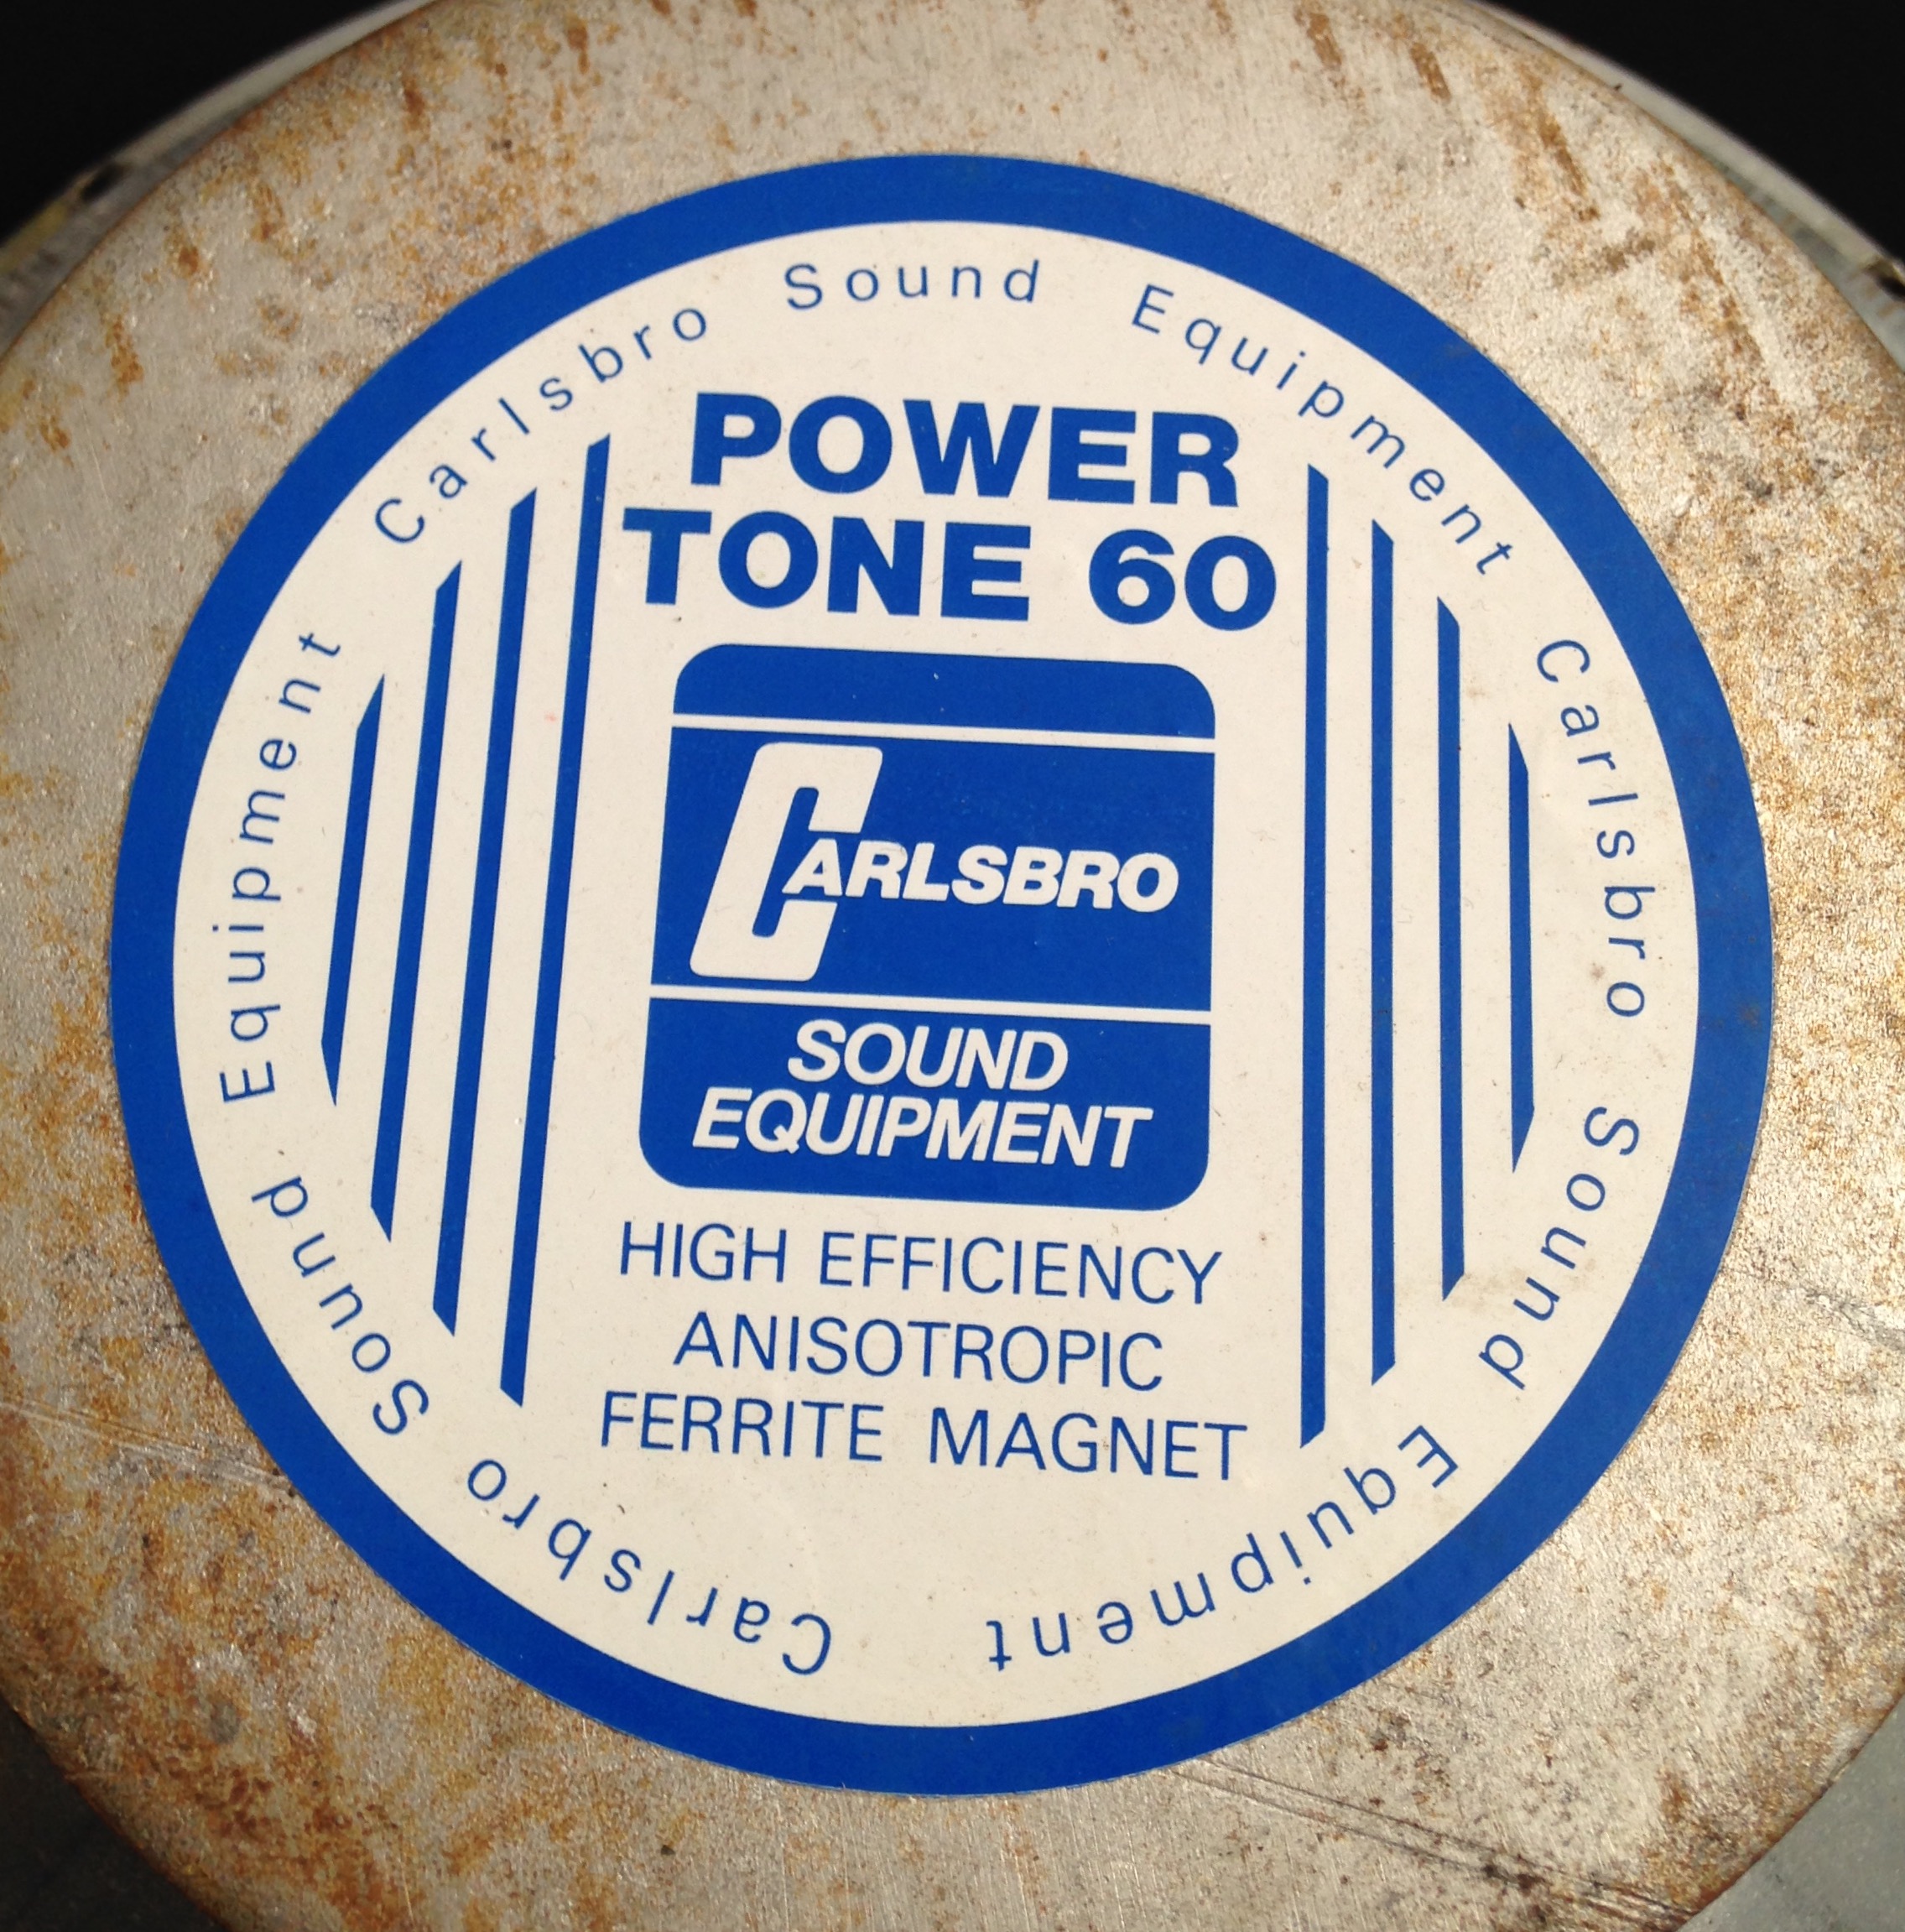 Carlsbro Sound Equipment Carlsbro Sound Equipment Carlsbro Sound Equipment
POWER
TONE 60
CARLSBRO
SOUND
EQUIPMENT
HIGH EFFICIENCY
ANISOTROPIC
FERRITE MAGNET